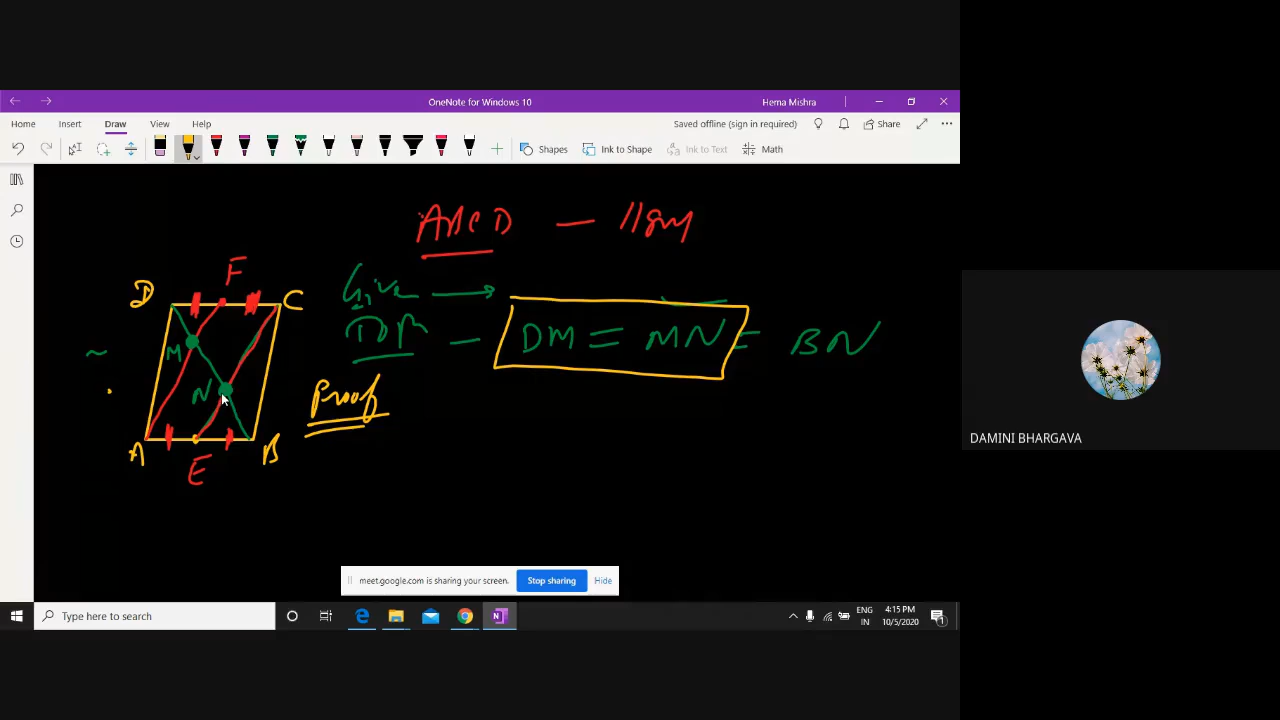 OneNote for Windows 10
Hema Mishra
Home Insert Draw View Help
Saved offline (sign in required)
Share
Shapes
Ink to Shape
Ink to Text
Math
ABCD — ||gm
Given →
TOP — DM = MN = BN
Proof
D F C
M
N
A E B
DAMINI BHARGAVA
meet.google.com is sharing your screen.
Stop sharing
Hide
Type here to search
ENG
IN
4:15 PM
10/5/2020